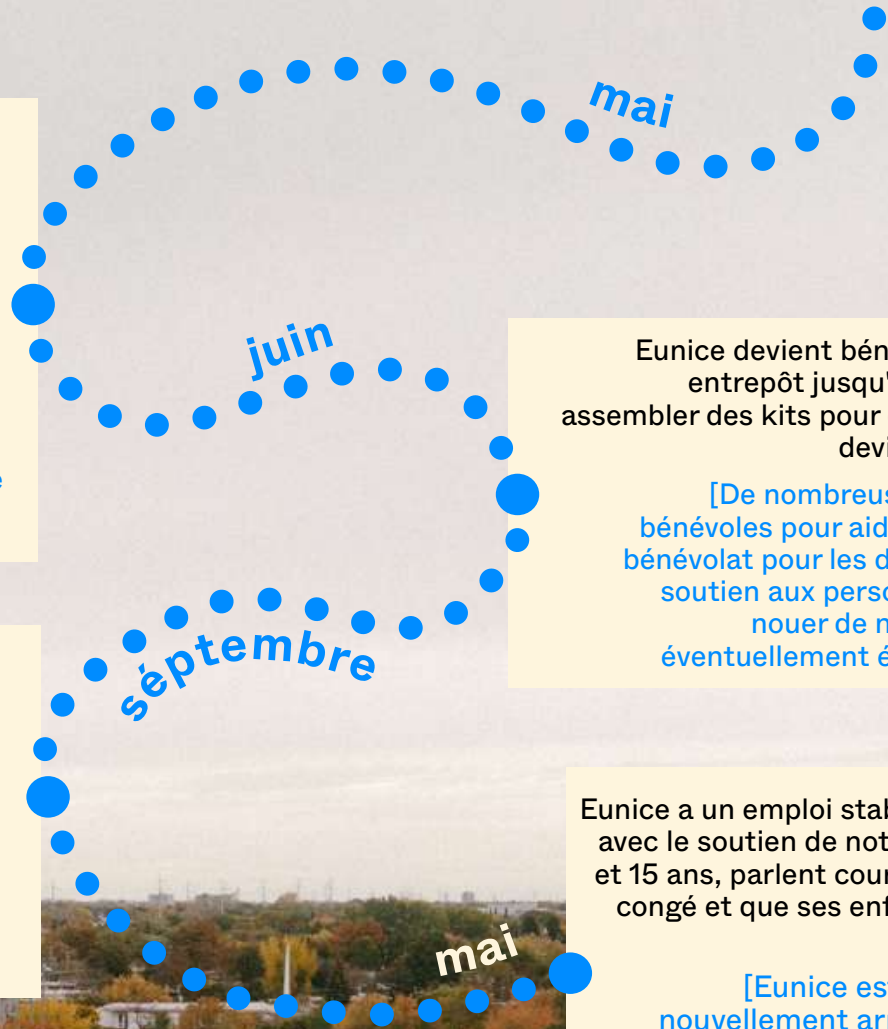 mai
juin
Eunice devient bén
entrepôt jusqu'
assembler des kits pour
devi
[De nombreus
bénévoles pour aid
bénévolat pour les d
soutien aux perso
nouer de n
éventuellement é
e
séptembre
Eunice a un emploi stab
avec le soutien de not
et 15 ans, parlent cour
congé et que ses enf
mai
[Eunice es
nouvellement arr